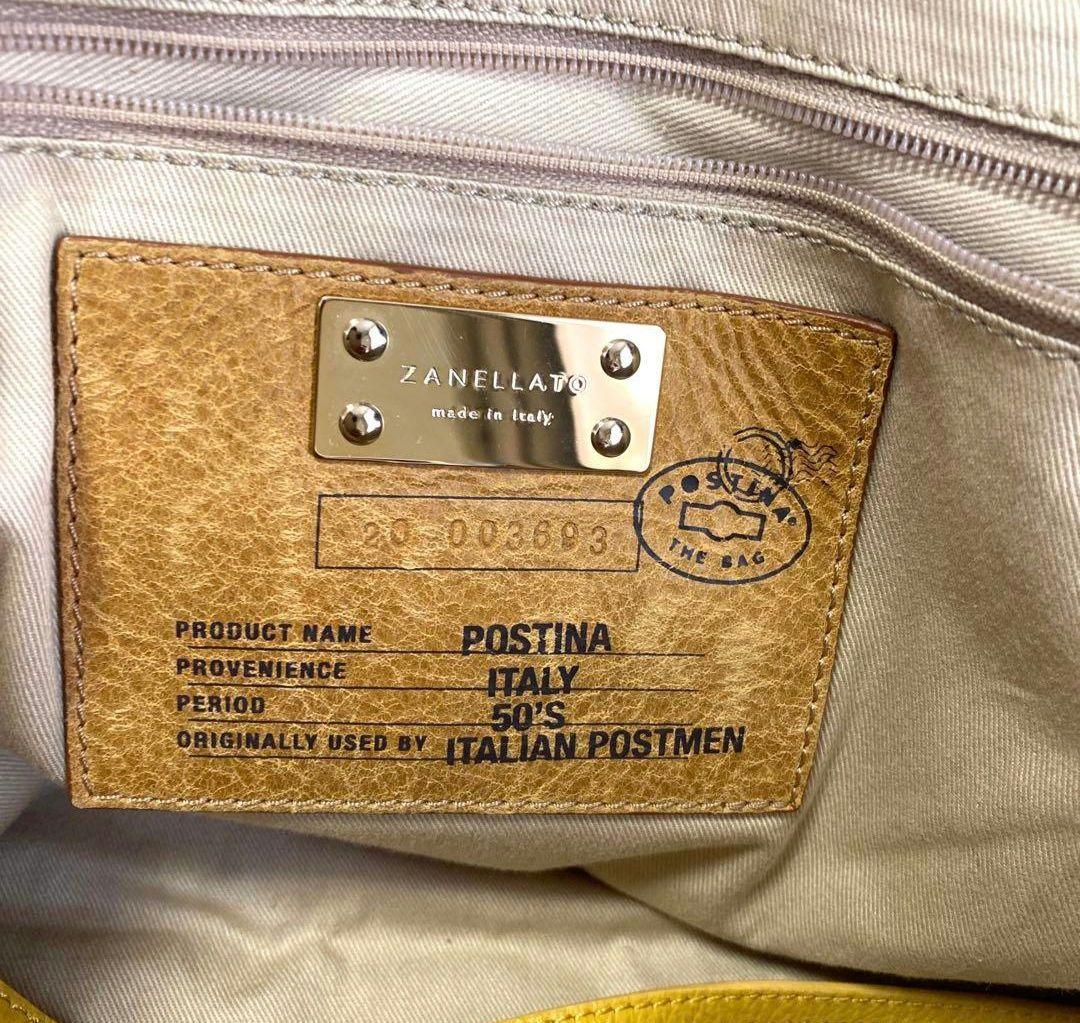 ZANELLATO
made in Italy
20 003693
POSTINA®
THE BAG
PRODUCT NAME POSTINA
PROVENIENCE ITALY
PERIOD 50'S
ORIGINALLY USED BY ITALIAN POSTMEN